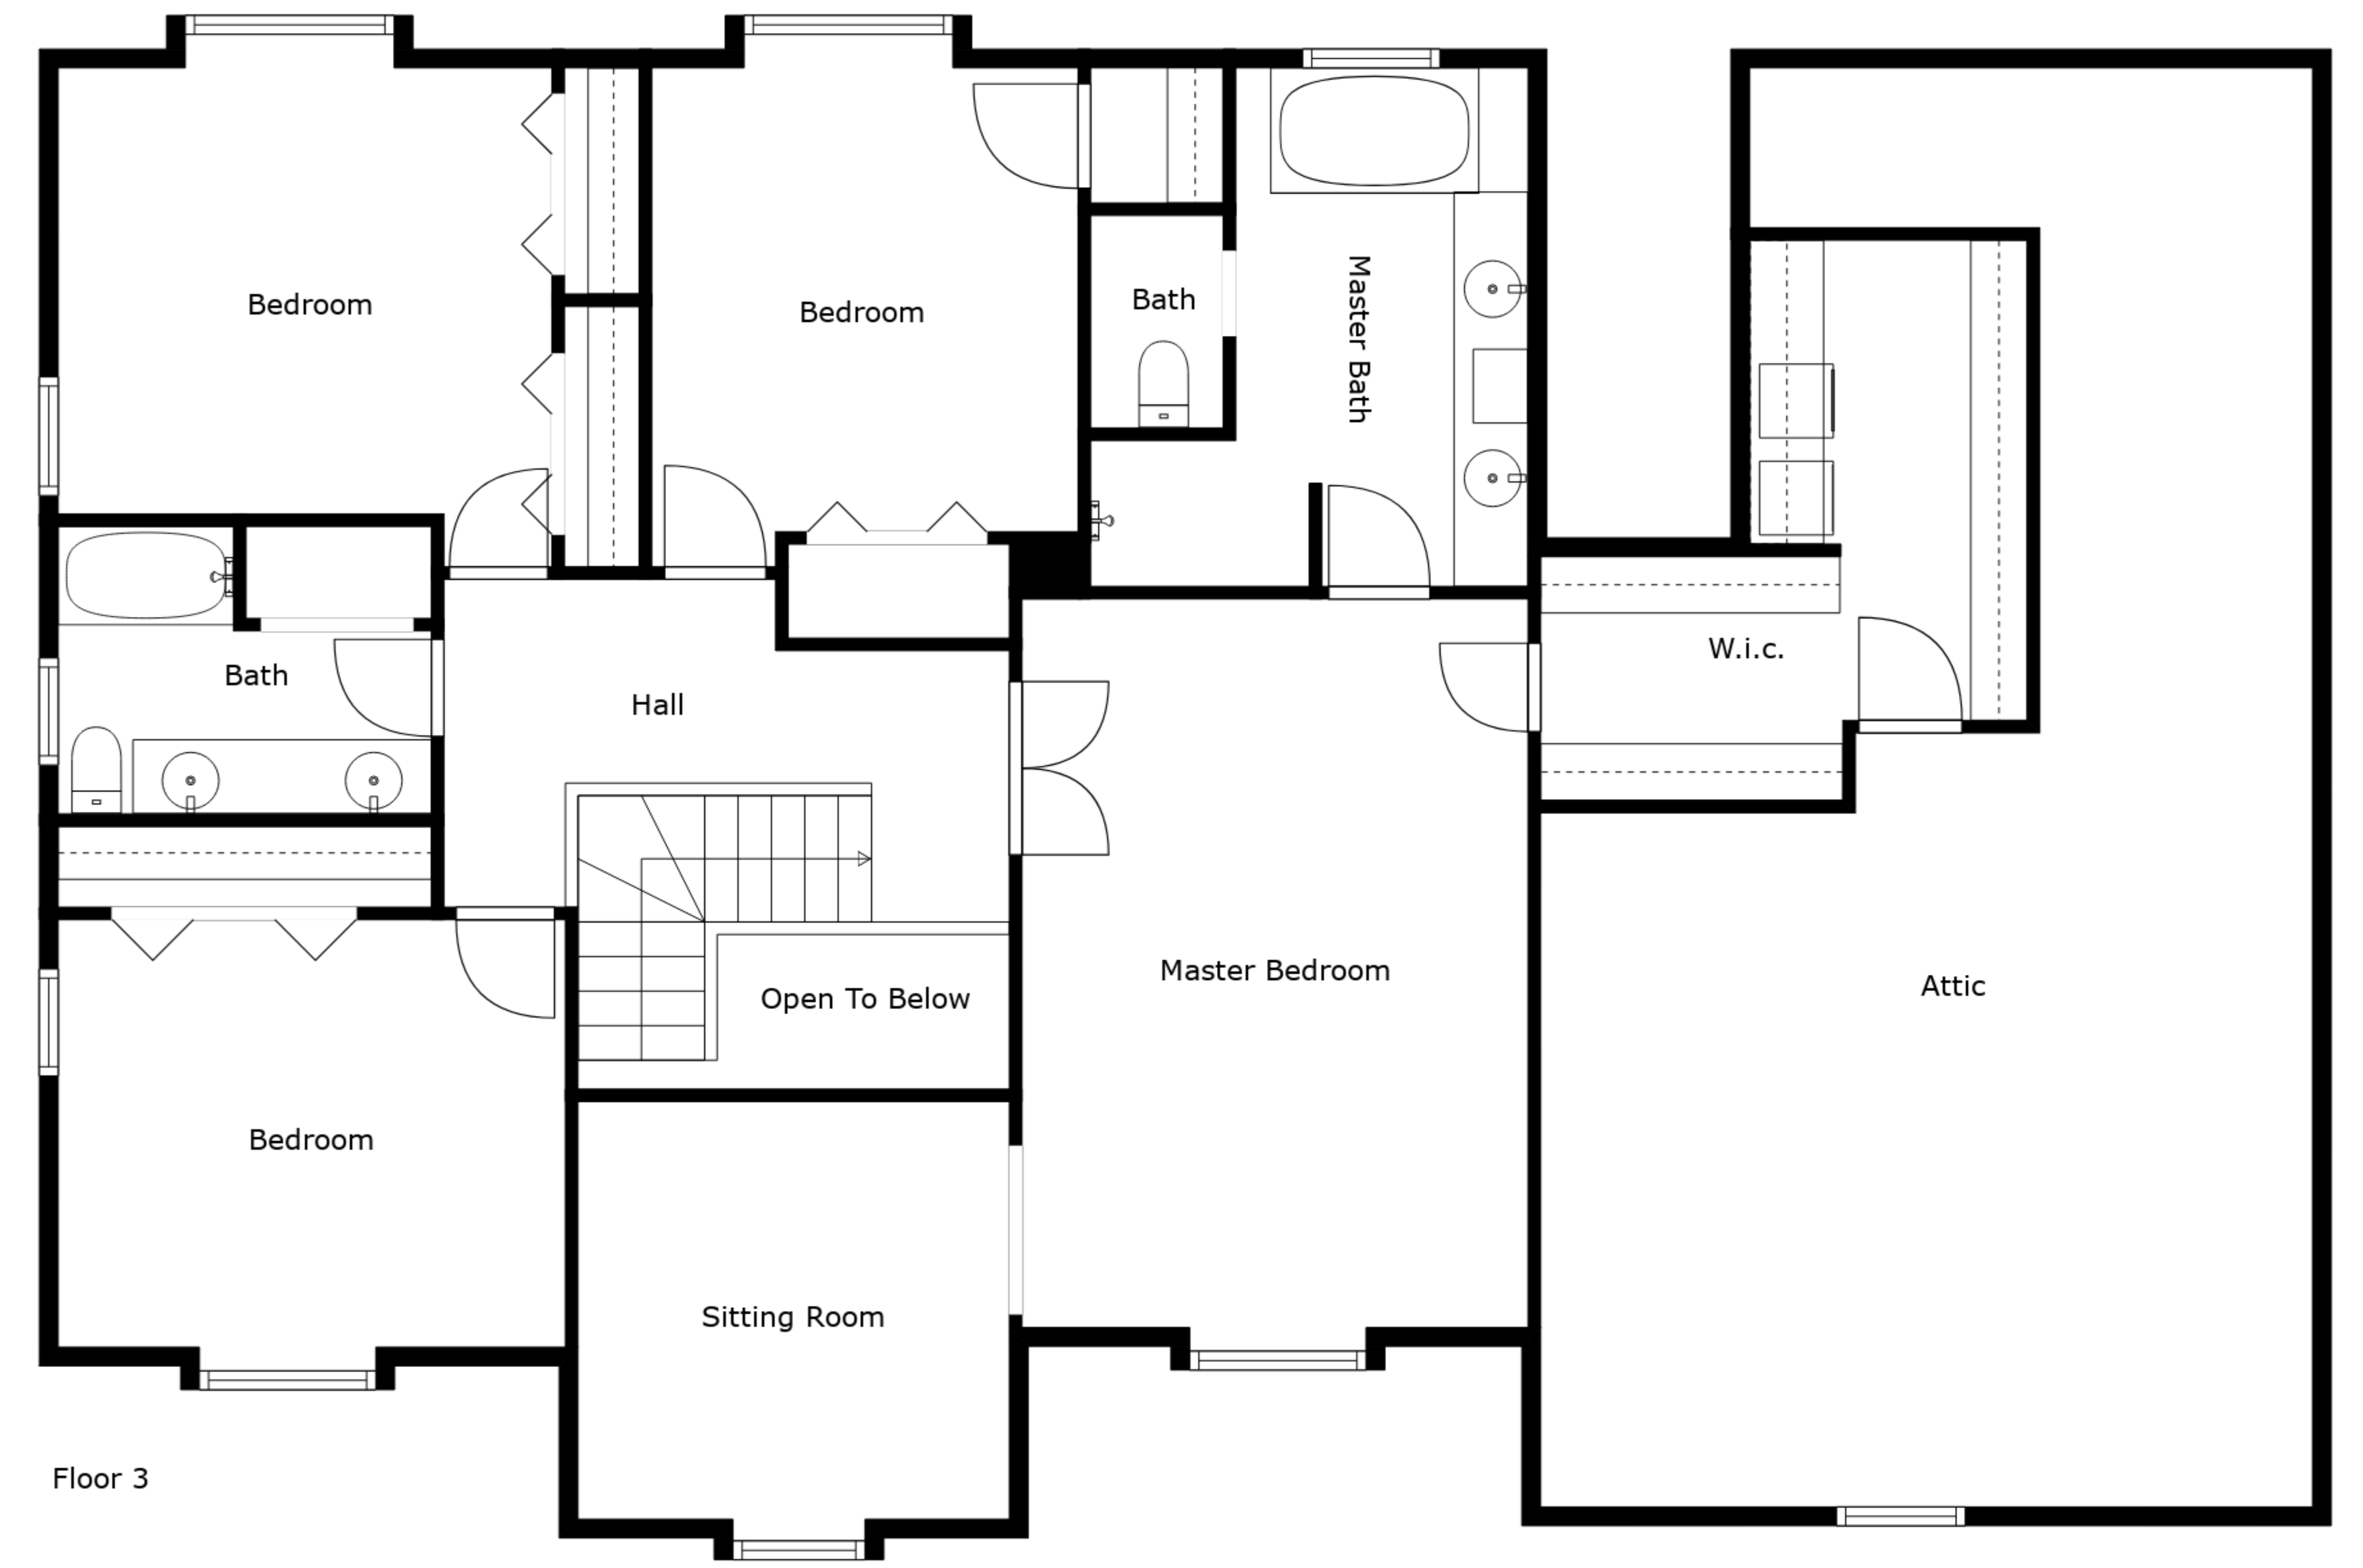 Bedroom
Bedroom
Bath
Master Bath
Bath
Hall
W.i.c.
Master Bedroom
Attic
Open To Below
Bedroom
Sitting Room
Floor 3